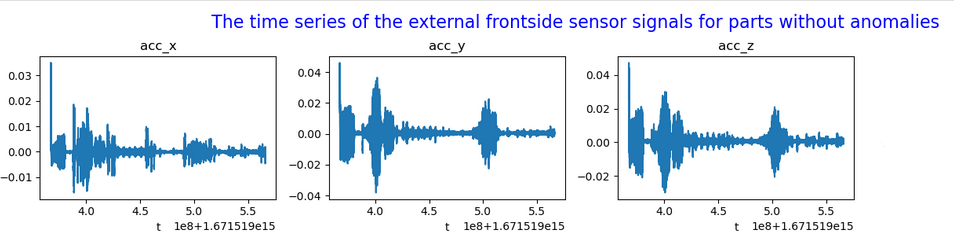 The time series of the external frontside sensor signals for parts without anomalies
acc_x
acc_y
acc_z
0.03
0.02
0.01
0.00
−0.01
0.04
0.02
0.00
−0.02
−0.04
0.04
0.02
0.00
−0.02
4.0 4.5 5.0 5.5
4.0 4.5 5.0 5.5
4.0 4.5 5.0 5.5
t 1e8+1.671519e15
t 1e8+1.671519e15
t 1e8+1.671519e15